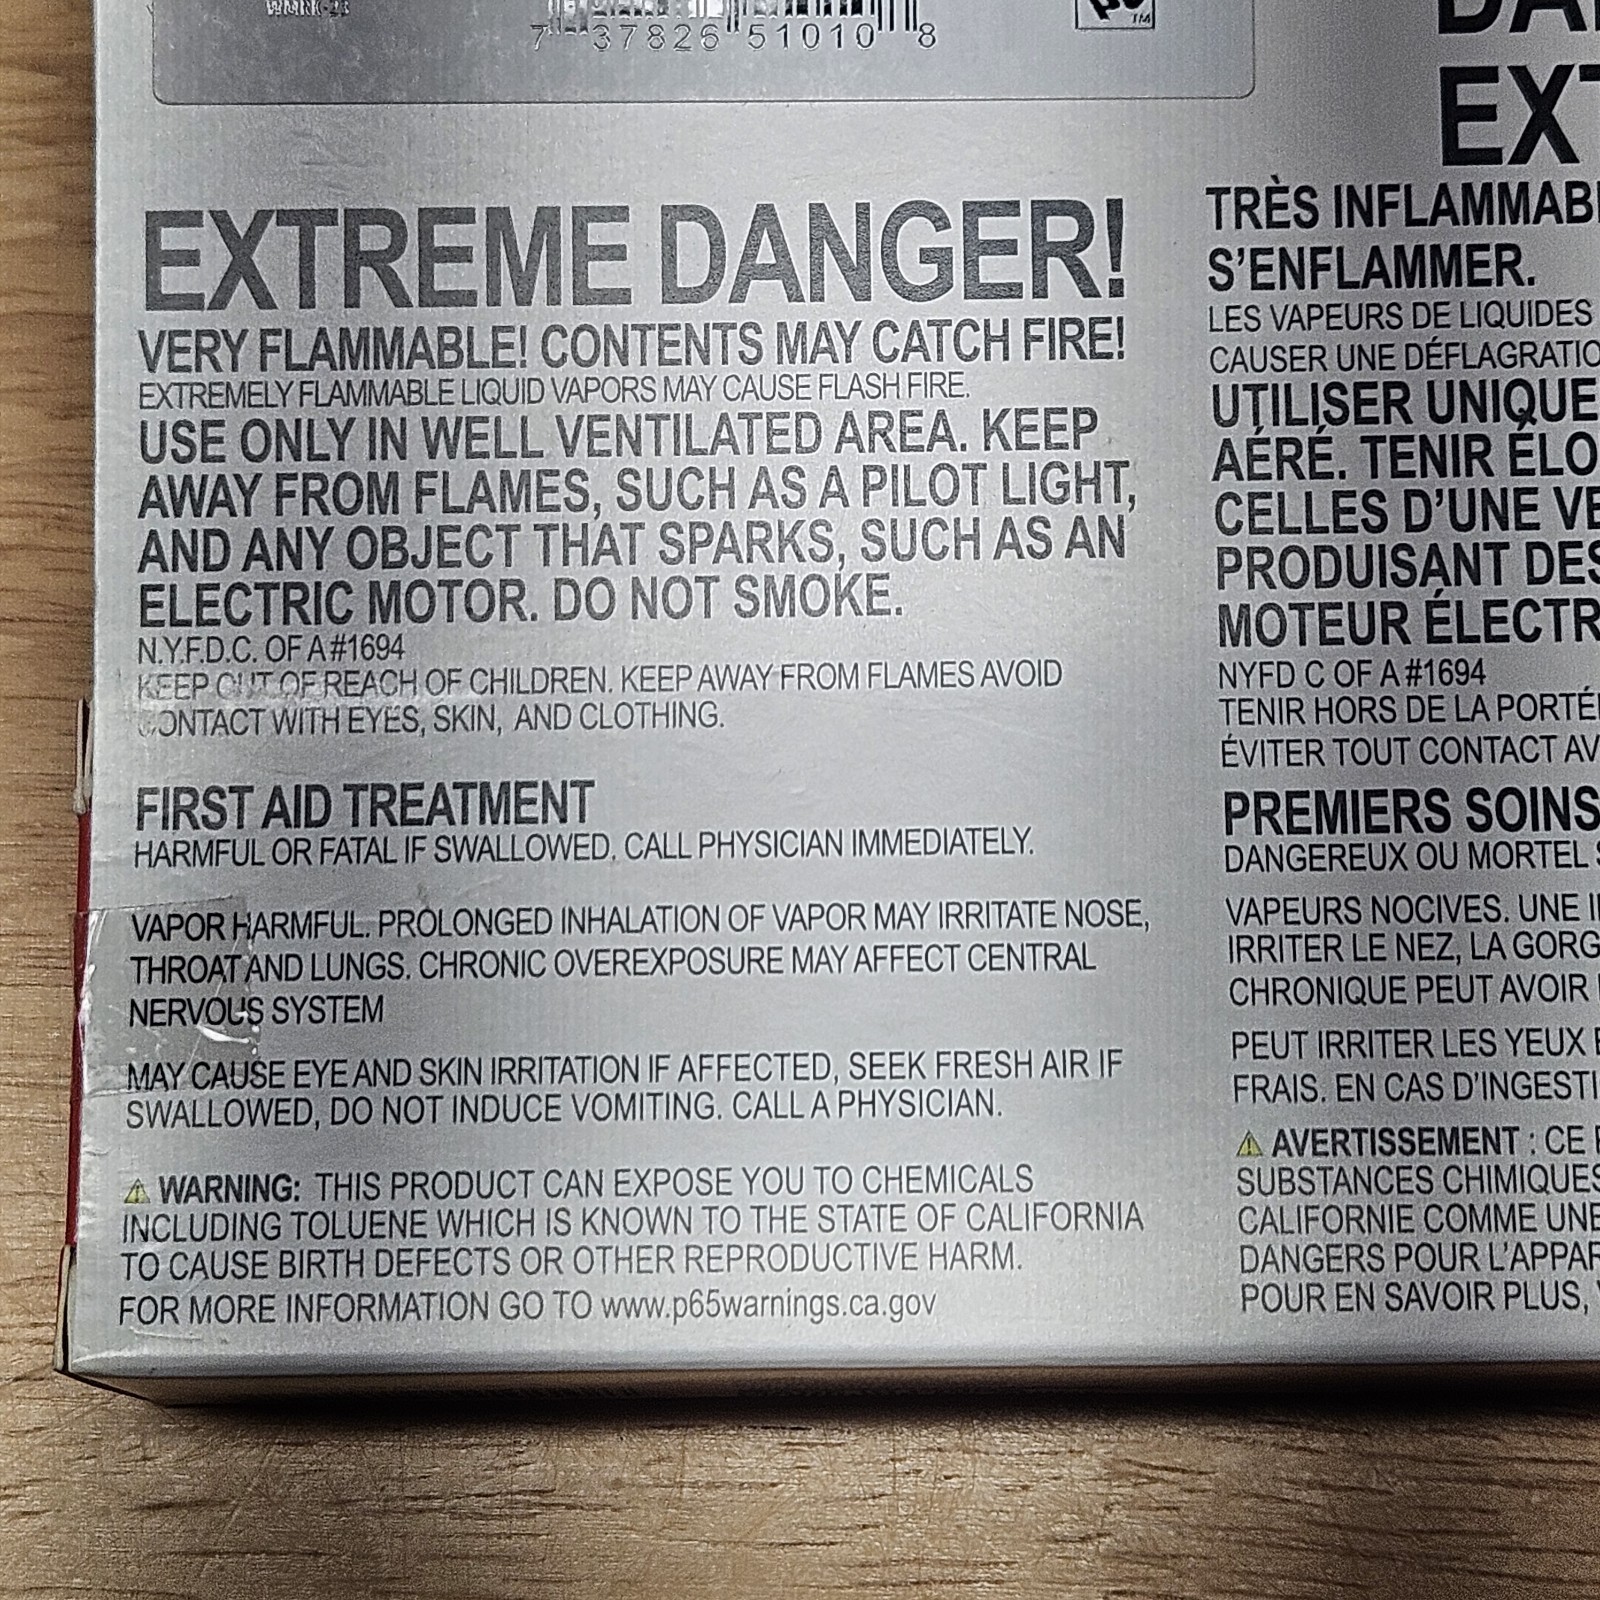 WMRK-23
7 37826 51010 8
TM
EXTREME DANGER!
VERY FLAMMABLE! CONTENTS MAY CATCH FIRE!
EXTREMELY FLAMMABLE LIQUID VAPORS MAY CAUSE FLASH FIRE.
USE ONLY IN WELL VENTILATED AREA. KEEP
AWAY FROM FLAMES, SUCH AS A PILOT LIGHT,
AND ANY OBJECT THAT SPARKS, SUCH AS AN
ELECTRIC MOTOR. DO NOT SMOKE.
N.Y.F.D.C. OF A #1694
KEEP OUT OF REACH OF CHILDREN. KEEP AWAY FROM FLAMES AVOID
CONTACT WITH EYES, SKIN, AND CLOTHING.
FIRST AID TREATMENT
HARMFUL OR FATAL IF SWALLOWED. CALL PHYSICIAN IMMEDIATELY.
VAPOR HARMFUL. PROLONGED INHALATION OF VAPOR MAY IRRITATE NOSE,
THROAT AND LUNGS. CHRONIC OVEREXPOSURE MAY AFFECT CENTRAL
NERVOUS SYSTEM
MAY CAUSE EYE AND SKIN IRRITATION IF AFFECTED, SEEK FRESH AIR IF
SWALLOWED, DO NOT INDUCE VOMITING. CALL A PHYSICIAN.
WARNING: THIS PRODUCT CAN EXPOSE YOU TO CHEMICALS
INCLUDING TOLUENE WHICH IS KNOWN TO THE STATE OF CALIFORNIA
TO CAUSE BIRTH DEFECTS OR OTHER REPRODUCTIVE HARM.
FOR MORE INFORMATION GO TO www.p65warnings.ca.gov
DA
EXT
TRÈS INFLAMMAB
S'ENFLAMMER.
LES VAPEURS DE LIQUIDES
CAUSER UNE DÉFLAGRATIO
UTILISER UNIQUE
AÉRÉ. TENIR ÉLO
CELLES D'UNE VE
PRODUISANT DES
MOTEUR ÉLECTR
NYFD C OF A #1694
TENIR HORS DE LA PORTÉ
ÉVITER TOUT CONTACT AV
PREMIERS SOINS
DANGEREUX OU MORTEL S
VAPEURS NOCIVES. UNE I
IRRITER LE NEZ, LA GORG
CHRONIQUE PEUT AVOIR
PEUT IRRITER LES YEUX E
FRAIS. EN CAS D'INGESTI
AVERTISSEMENT : CE
SUBSTANCES CHIMIQUES
CALIFORNIE COMME UNE
DANGERS POUR L'APPAR
POUR EN SAVOIR PLUS,